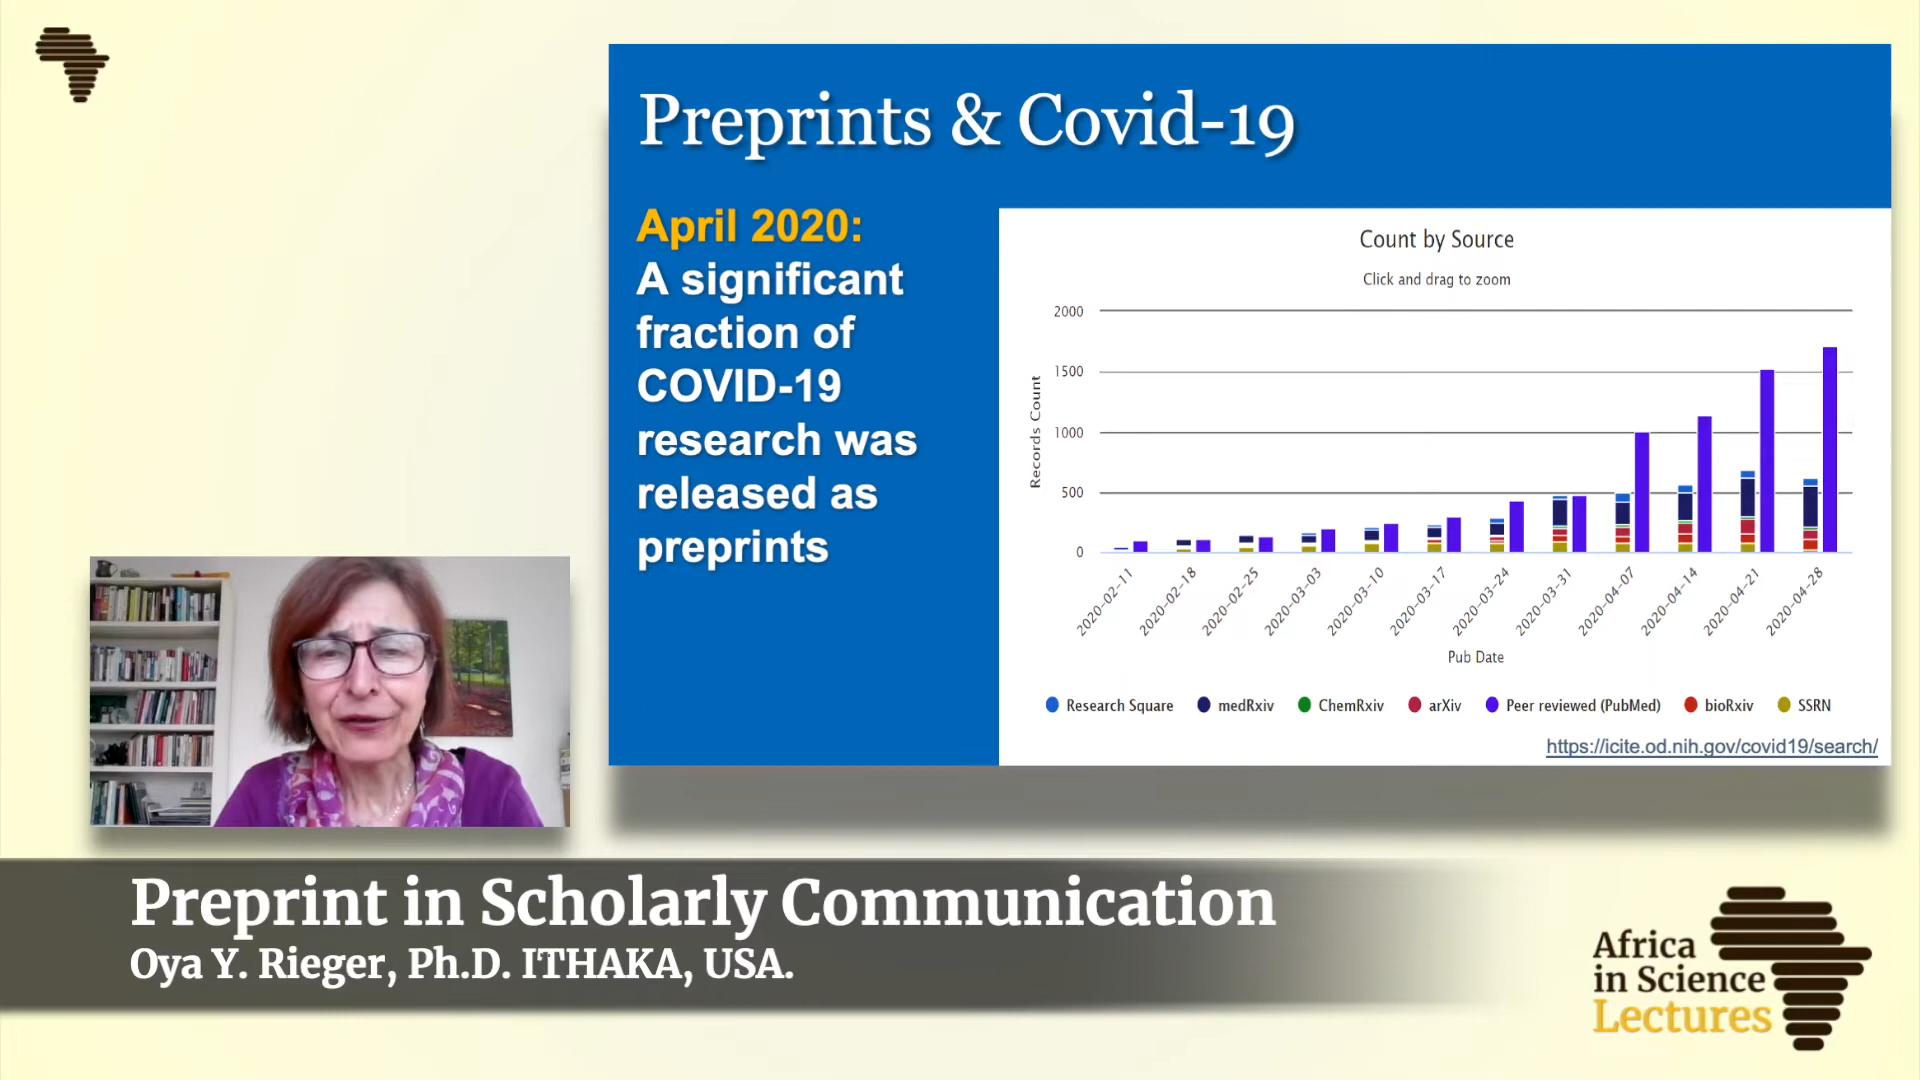 Preprints & Covid-19
April 2020:
A significant
fraction of
COVID-19
research was
released as
preprints
Count by Source
Click and drag to zoom
Records Count
2000
1500
1000
500
0
2020-02-11
2020-02-18
2020-02-25
2020-03-03
2020-03-10
2020-03-17
2020-03-24
2020-03-31
2020-04-07
2020-04-14
2020-04-21
2020-04-28
Pub Date
Research Square medRxiv ChemRxiv arXiv Peer reviewed (PubMed) bioRxiv SSRN
https://icite.od.nih.gov/covid19/search/
Preprint in Scholarly Communication
Oya Y. Rieger, Ph.D. ITHAKA, USA.
Africa
in Science
Lectures